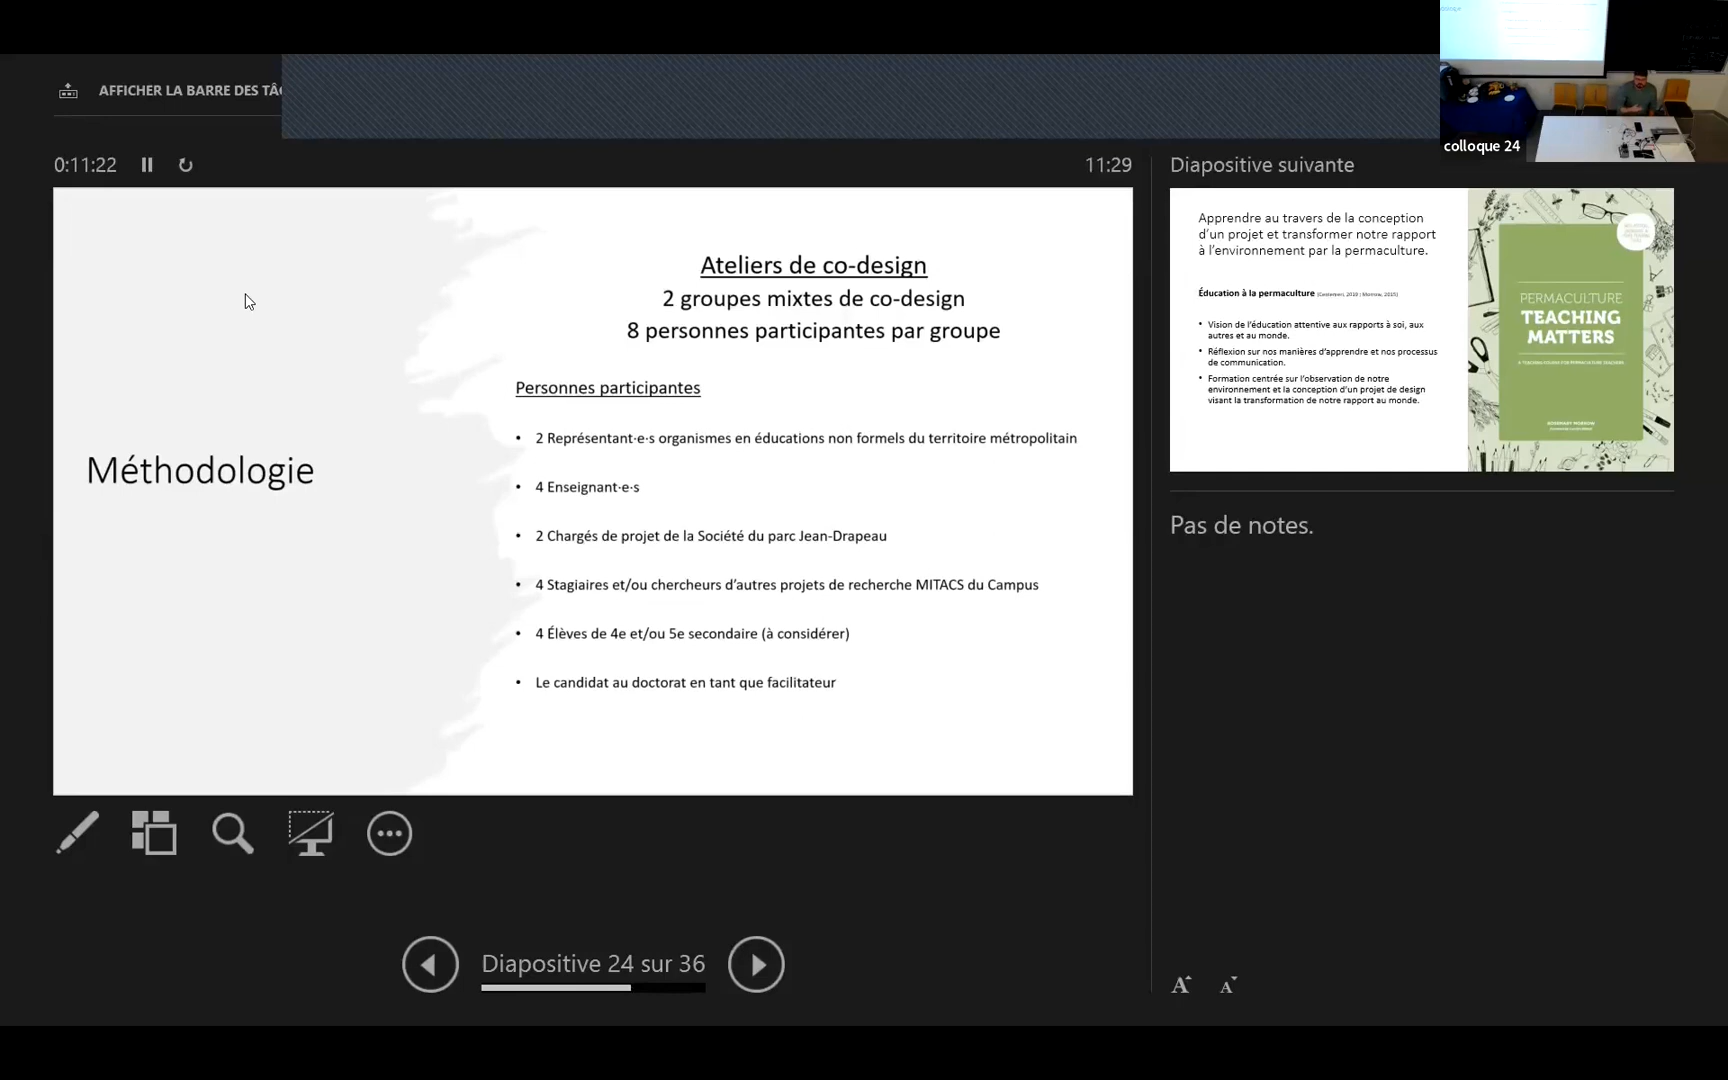 AFFICHER LA BARRE DES TÂC
colloque 24
0:11:22
11:29
Diapositive suivante
Méthodologie
Ateliers de co-design
2 groupes mixtes de co-design
8 personnes participantes par groupe
Personnes participantes
• 2 Représentant·e·s organismes en éducations non formels du territoire métropolitain
• 4 Enseignant·e·s
• 2 Chargés de projet de la Société du parc Jean-Drapeau
• 4 Stagiaires et/ou chercheurs d’autres projets de recherche MITACS du Campus
• 4 Élèves de 4e et/ou 5e secondaire (à considérer)
• Le candidat au doctorat en tant que facilitateur
Apprendre au travers de la conception
d’un projet et transformer notre rapport
à l’environnement par la permaculture.
Éducation à la permaculture
• Vision de l’éducation attentive aux rapports à soi, aux
autres et au monde.
• Réflexion sur nos manières d’apprendre et nos processus
de communication.
• Formation centrée sur l’observation de notre
environnement et la conception d’un projet de design
visant la transformation de notre rapport au monde.
PERMACULTURE
TEACHING
MATTERS
ROSEMARY MORROW
Pas de notes.
Diapositive 24 sur 36
A A